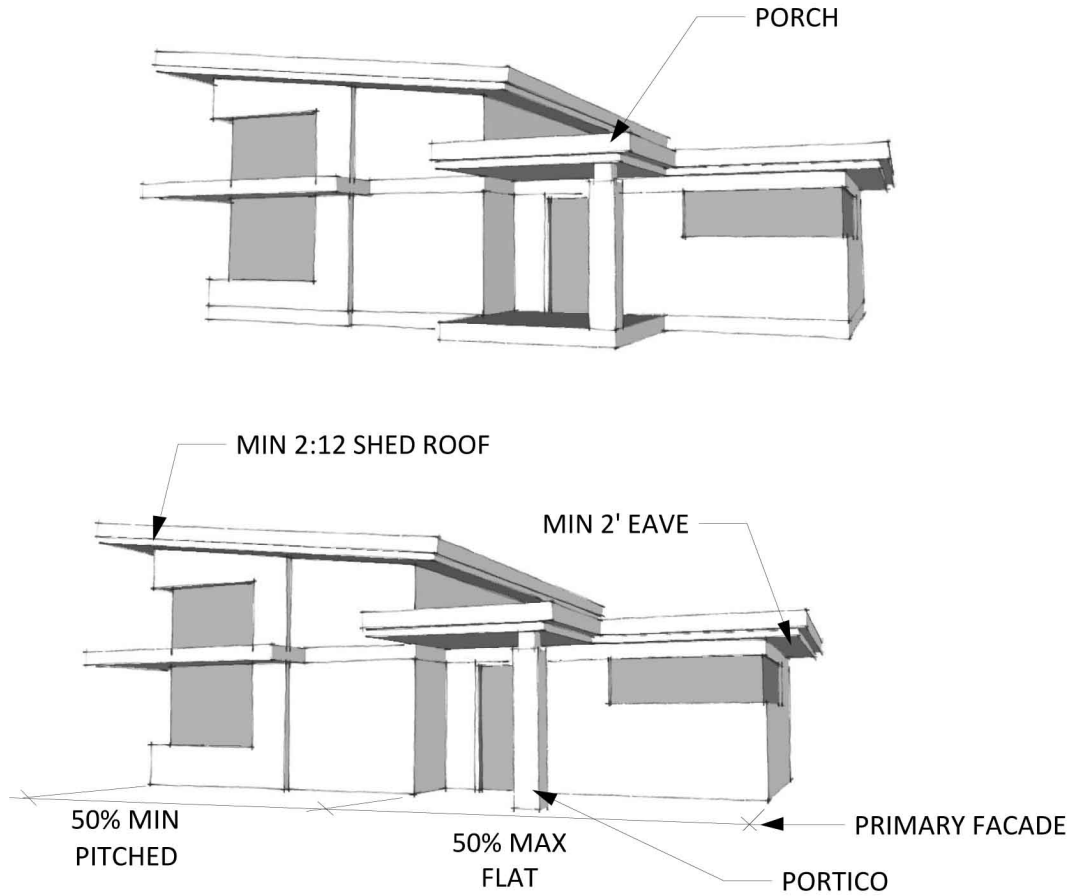 PORCH
MIN 2:12 SHED ROOF
MIN 2' EAVE
50% MIN
PITCHED
50% MAX
FLAT
PRIMARY FACADE
PORTICO